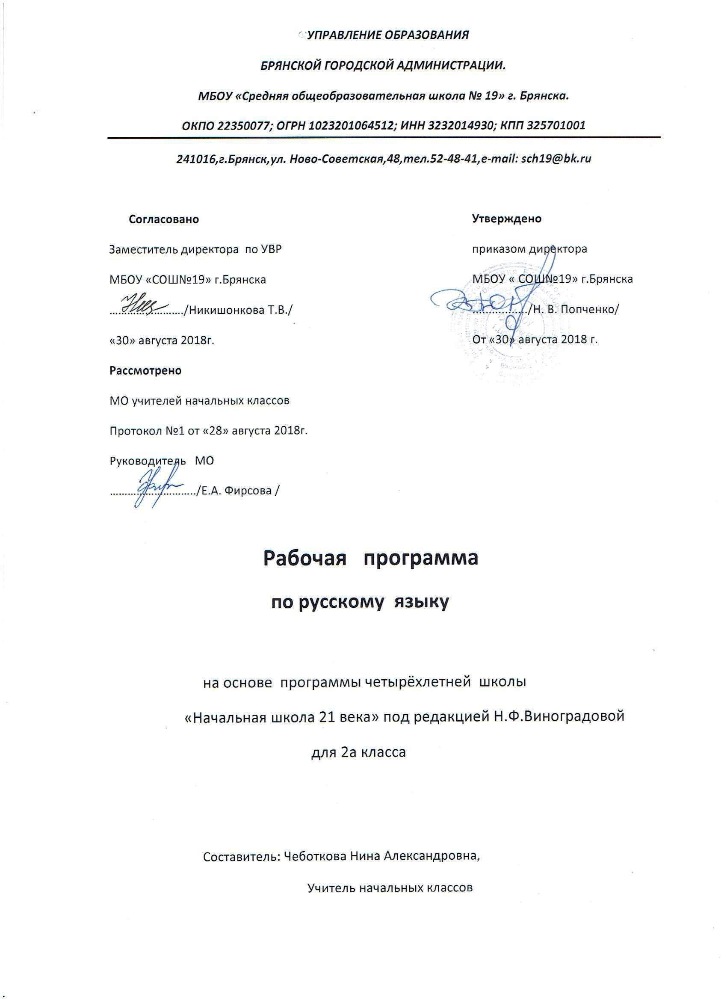 УПРАВЛЕНИЕ ОБРАЗОВАНИЯ
БРЯНСКОЙ ГОРОДСКОЙ АДМИНИСТРАЦИИ.
МБОУ «Средняя общеобразовательная школа № 19» г. Брянска.
ОКПО 22350077; ОГРН 1023201064512; ИНН 3232014930; КПП 325701001
241016,г.Брянск,ул. Ново-Советская,48,тел.52-48-41,e-mail: sch19@bk.ru
Согласовано
Заместитель директора по УВР
МБОУ «СОШ№19» г.Брянска
......................./Никишонкова Т.В./
«30» августа 2018г.
Утверждено
приказом директора
МБОУ « СОШ№19» г.Брянска
................../Н. В. Попченко/
От «30» августа 2018 г.
Рассмотрено
МО учителей начальных классов
Протокол №1 от «28» августа 2018г.
Руководитель МО
............................/Е.А. Фирсова /
Рабочая программа
по русскому языку
на основе программы четырёхлетней школы
«Начальная школа 21 века» под редакцией Н.Ф.Виноградовой
для 2а класса
Составитель: Чеботкова Нина Александровна,
Учитель начальных классов